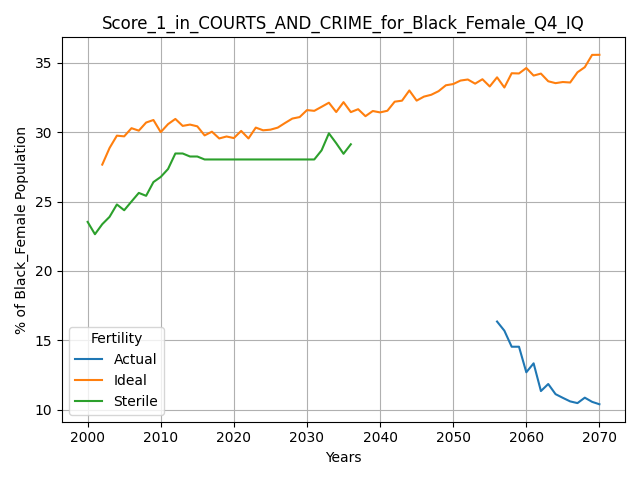 Score_1_in_COURTS_AND_CRIME_for_Black_Female_Q4_IQ
% of Black_Female Population
35
30
25
20
15
10
Fertility
Actual
Ideal
Sterile
2000 2010 2020 2030 2040 2050 2060 2070
Years